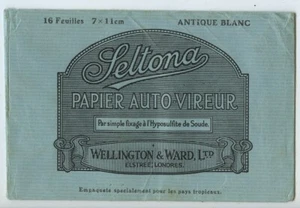 16 Feuilles 7 × 11cm ANTIQUE BLANC
Seltona
PAPIER AUTO-VIREUR
Par simple fixage à l'Hyposulfite de Soude.
WELLINGTON & WARD, LTD
ELSTREE, LONDRES.
Empaqueté spécialement pour les pays tropicaux.